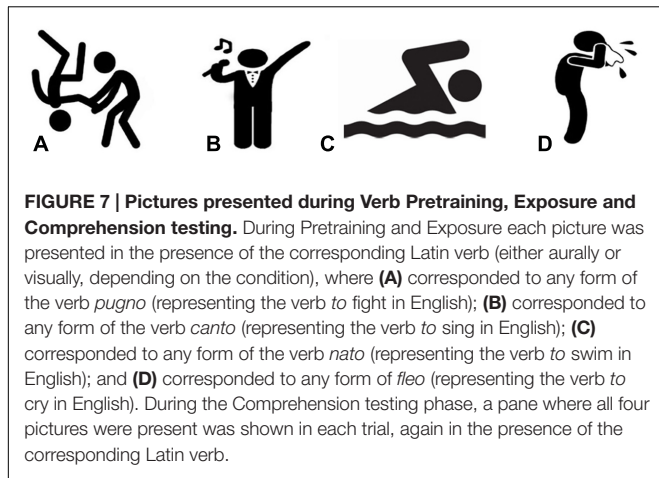 A B C D
FIGURE 7 | Pictures presented during Verb Pretraining, Exposure and
Comprehension testing. During Pretraining and Exposure each picture was
presented in the presence of the corresponding Latin verb (either aurally or
visually, depending on the condition), where (A) corresponded to any form of
the verb pugno (representing the verb to fight in English); (B) corresponded to
any form of the verb canto (representing the verb to sing in English); (C)
corresponded to any form of the verb nato (representing the verb to swim in
English); and (D) corresponded to any form of fleo (representing the verb to
cry in English). During the Comprehension testing phase, a pane where all four
pictures were present was shown in each trial, again in the presence of the
corresponding Latin verb.